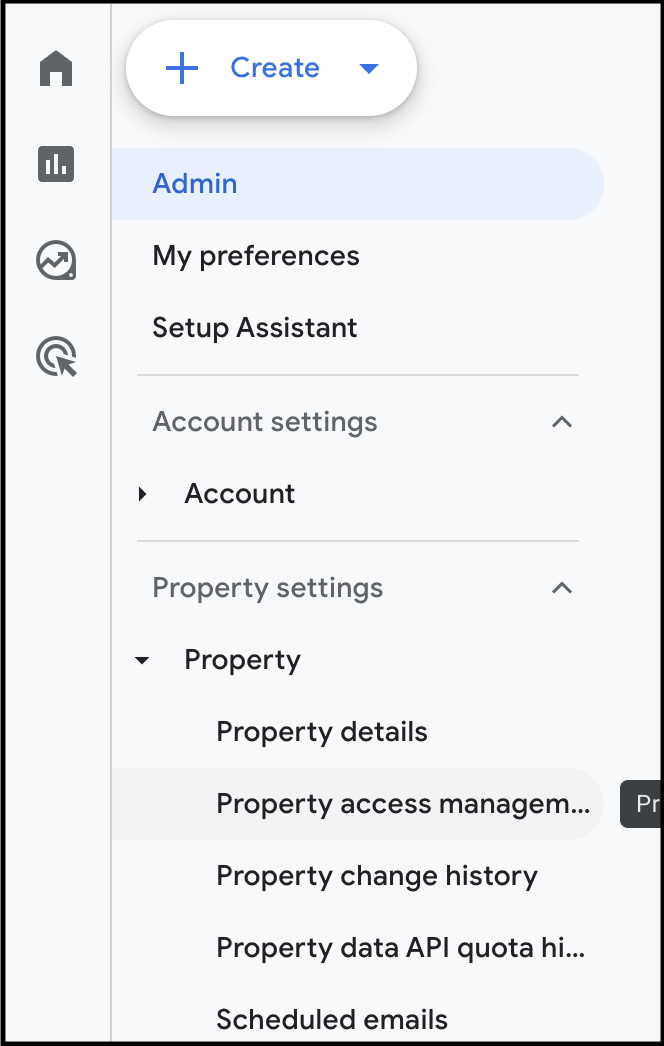 Create
Admin
My preferences
Setup Assistant
Account settings
Account
Property settings
Property
Property details
Property access managem...
Pr
Property change history
Property data API quota hi...
Scheduled emails